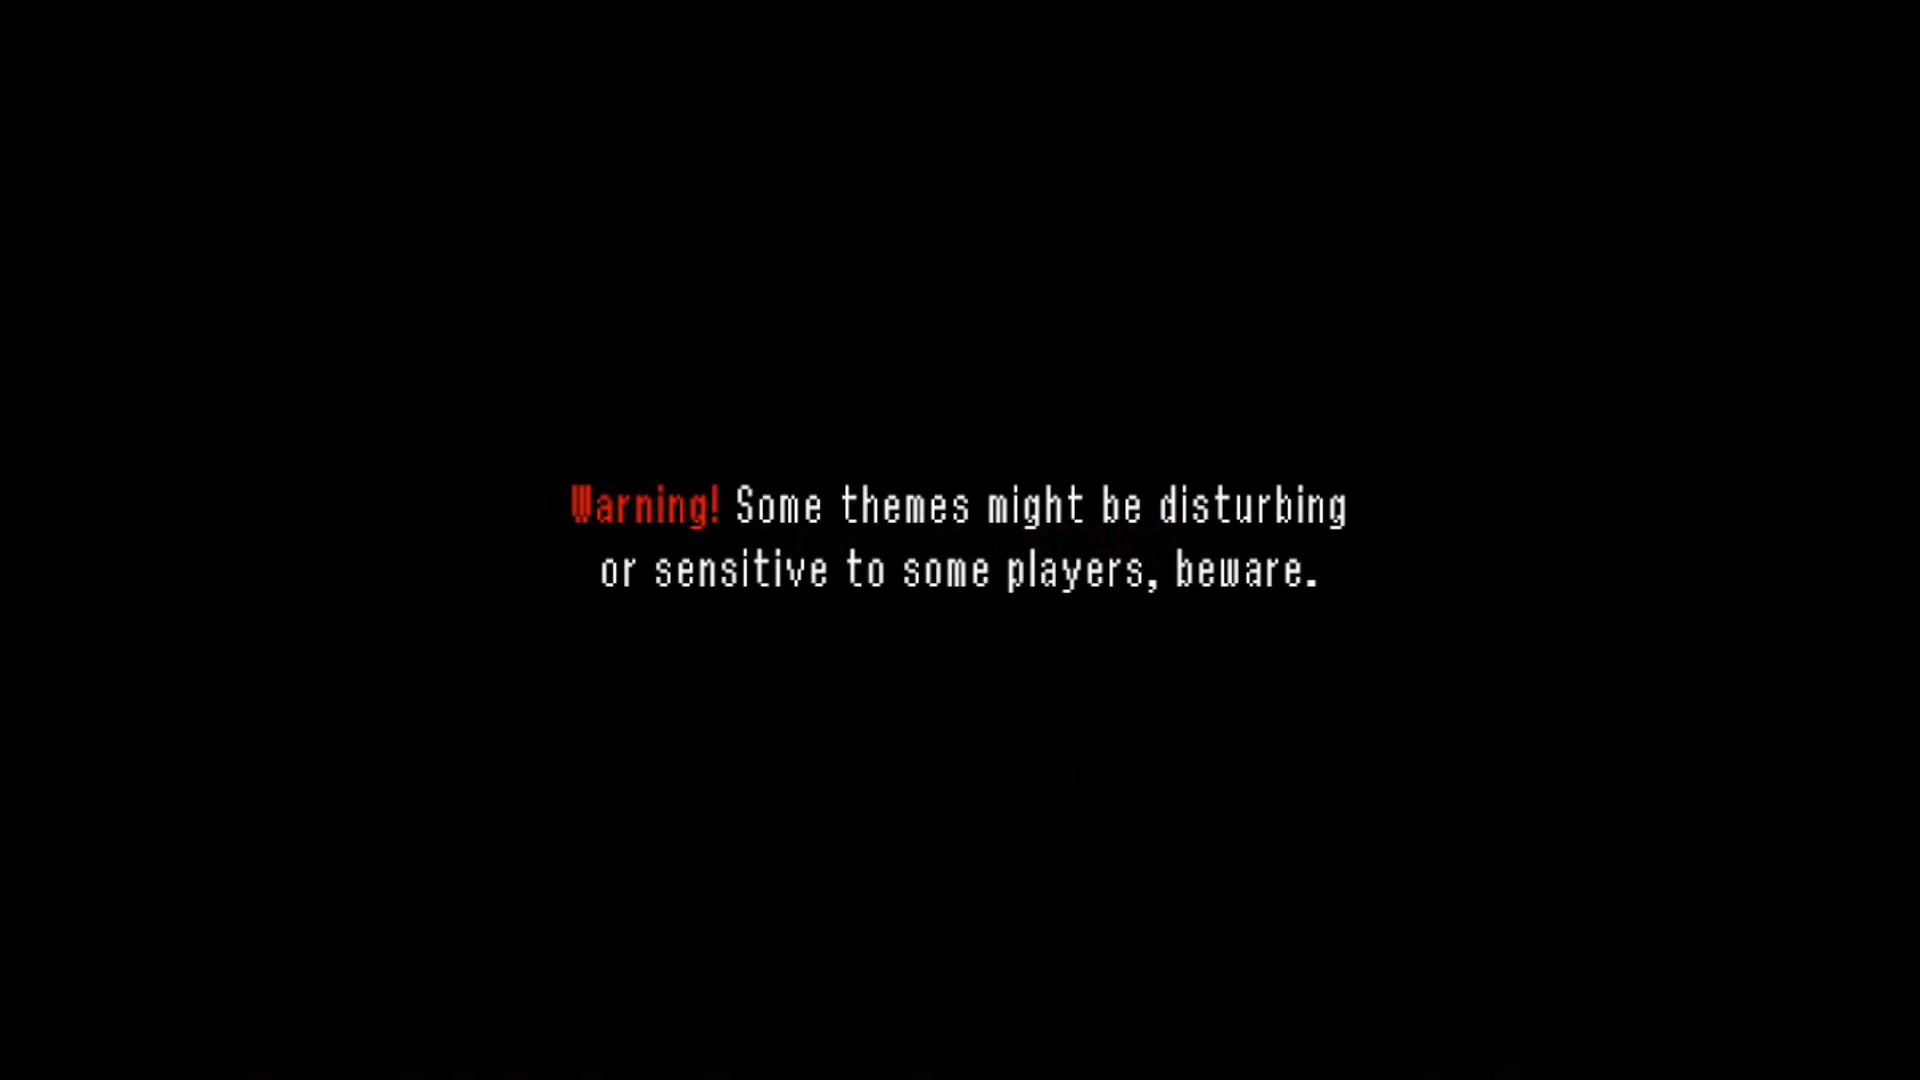 Warning! Some themes might be disturbing
or sensitive to some players, beware.